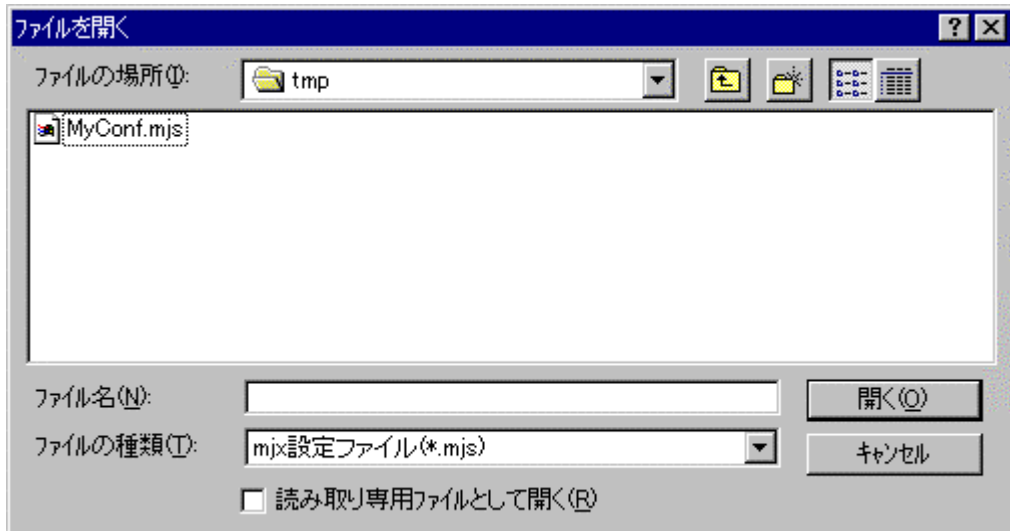 ファイルを開く
ファイルの場所(I): tmp
MyConf.mjs
ファイル名(N): 開く(O)
ファイルの種類(T): mjx設定ファイル(*.mjs) キャンセル
読み取り専用ファイルとして開く(R)